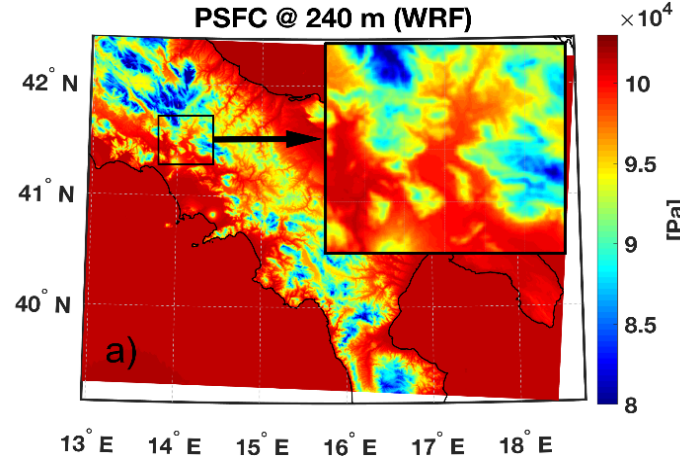 PSFC @ 240 m (WRF)
×10⁴
42° N
41° N
40° N
a)
13° E
14° E
15° E
16° E
17° E
18° E
10
9.5
9
8.5
8
[Pa]